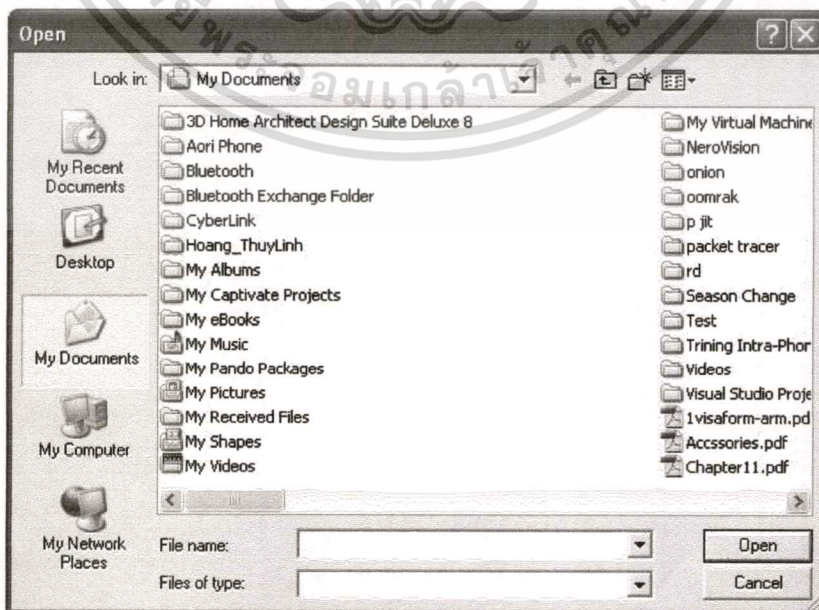 Open
Look in: My Documents
My Recent
Documents
Desktop
My Documents
My Computer
My Network
Places
3D Home Architect Design Suite Deluxe 8
Aori Phone
Bluetooth
Bluetooth Exchange Folder
CyberLink
Hoang_ThuyLinh
My Albums
My Captivate Projects
My eBooks
My Music
My Pando Packages
My Pictures
My Received Files
My Shapes
My Videos
My Virtual Machine
NeroVision
onion
oomrak
p jit
packet tracer
rd
Season Change
Test
Trining Intra-Phor
Videos
Visual Studio Proje
1visaform-arm.pd
Accssories.pdf
Chapter11.pdf
File name:
Open
Files of type:
Cancel